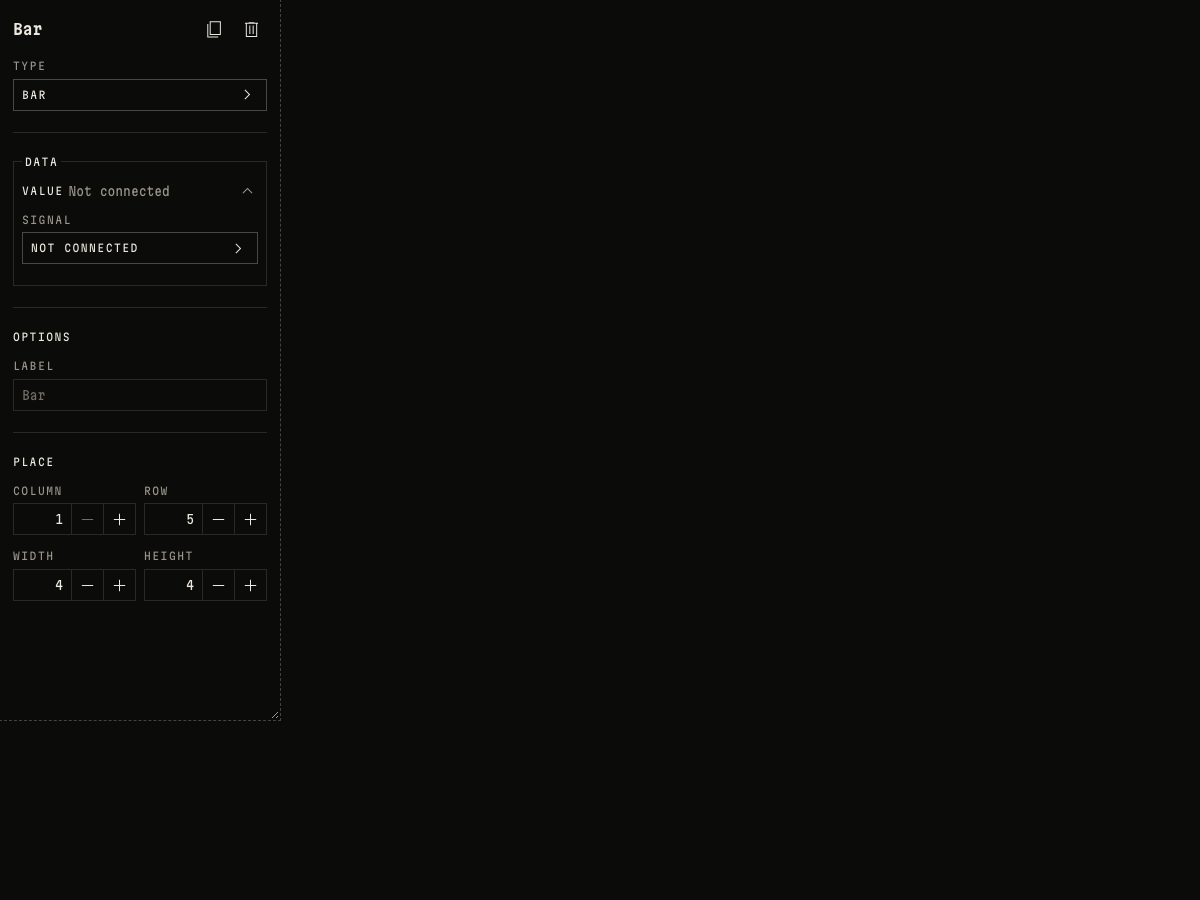 Bar
TYPE
BAR
DATA
VALUE Not connected
SIGNAL
NOT CONNECTED
OPTIONS
LABEL
Bar
PLACE
COLUMN ROW
1 5
WIDTH HEIGHT
4 4